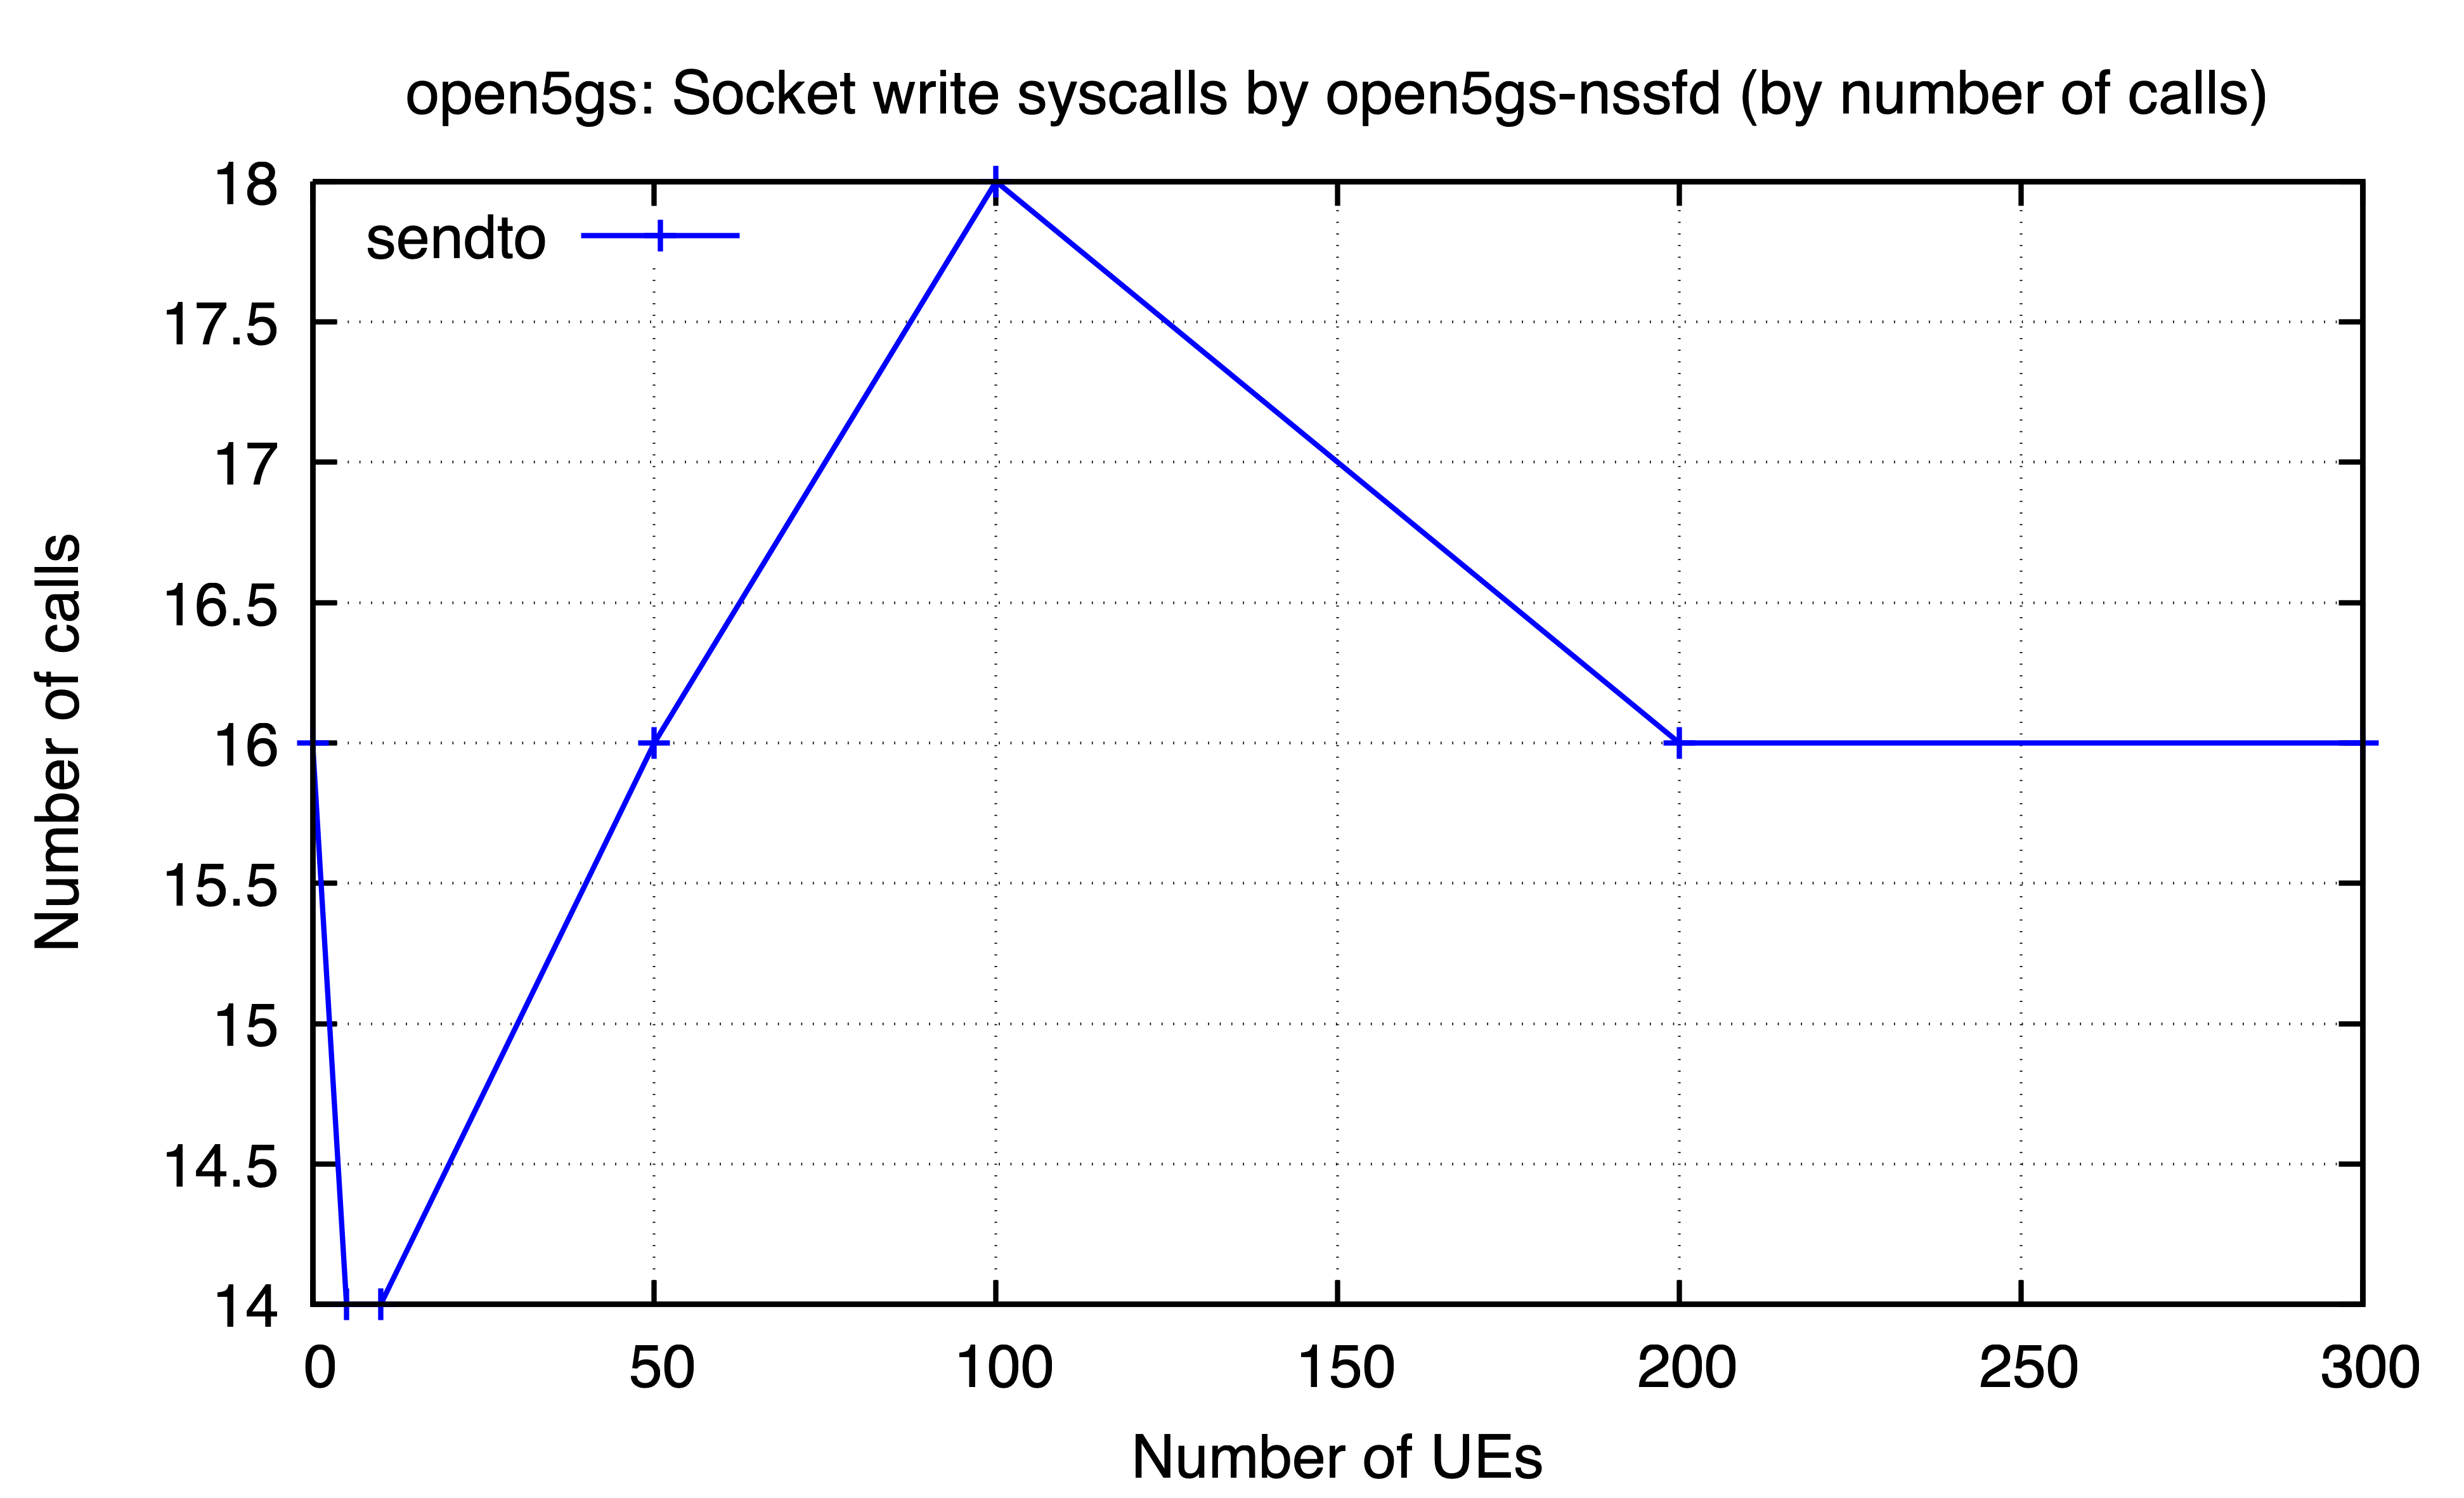 open5gs: Socket write syscalls by open5gs-nssfd (by number of calls)
sendto
Number of calls
18
17.5
17
16.5
16
15.5
15
14.5
14
0 50 100 150 200 250 300
Number of UEs